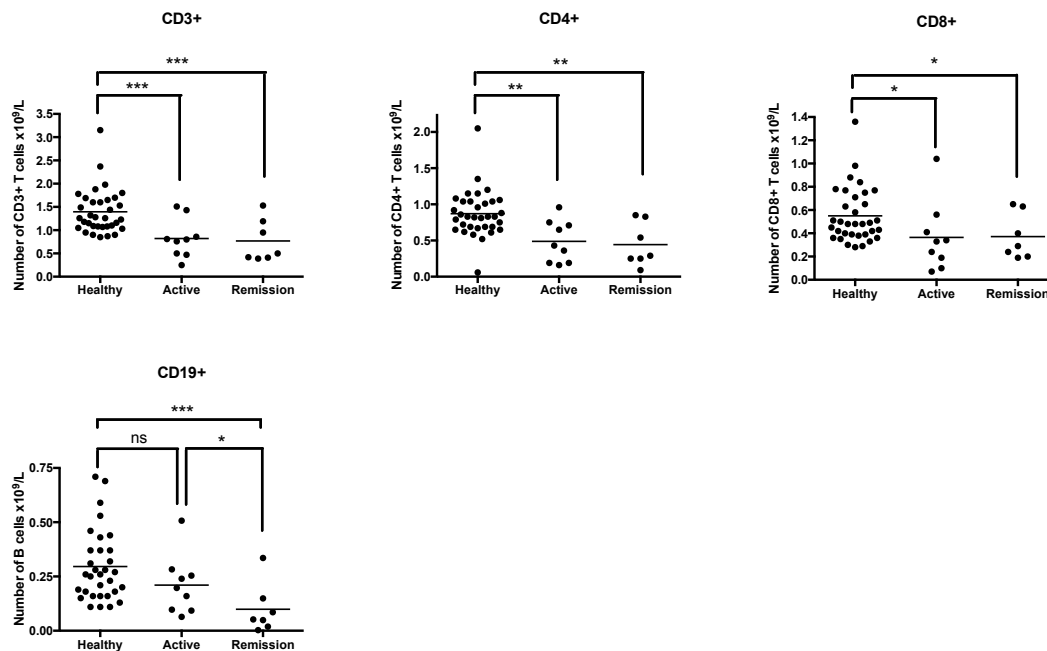 CD3+
***
***
Number of CD3+ T cells x10⁹/L
3.5
3.0
2.5
2.0
1.5
1.0
0.5
0.0
Healthy Active Remission
CD4+
**
**
Number of CD4+ T cells x10⁹/L
2.0
1.5
1.0
0.5
0.0
Healthy Active Remission
CD8+
*
*
Number of CD8+ T cells x10⁹/L
1.4
1.2
1.0
0.8
0.6
0.4
0.2
0.0
Healthy Active Remission
CD19+
***
ns *
Number of B cells x10⁹/L
0.75
0.50
0.25
0.00
Healthy Active Remission